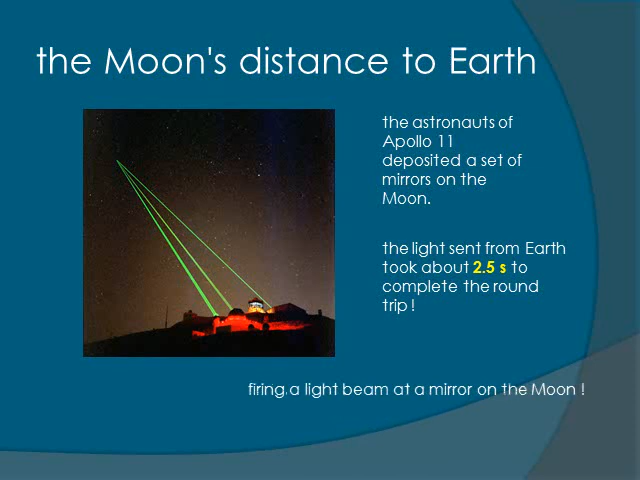 the Moon's distance to Earth
the astronauts of
Apollo 11
deposited a set of
mirrors on the
Moon.
the light sent from Earth
took about 2.5 s to
complete the round
trip !
firing a light beam at a mirror on the Moon !